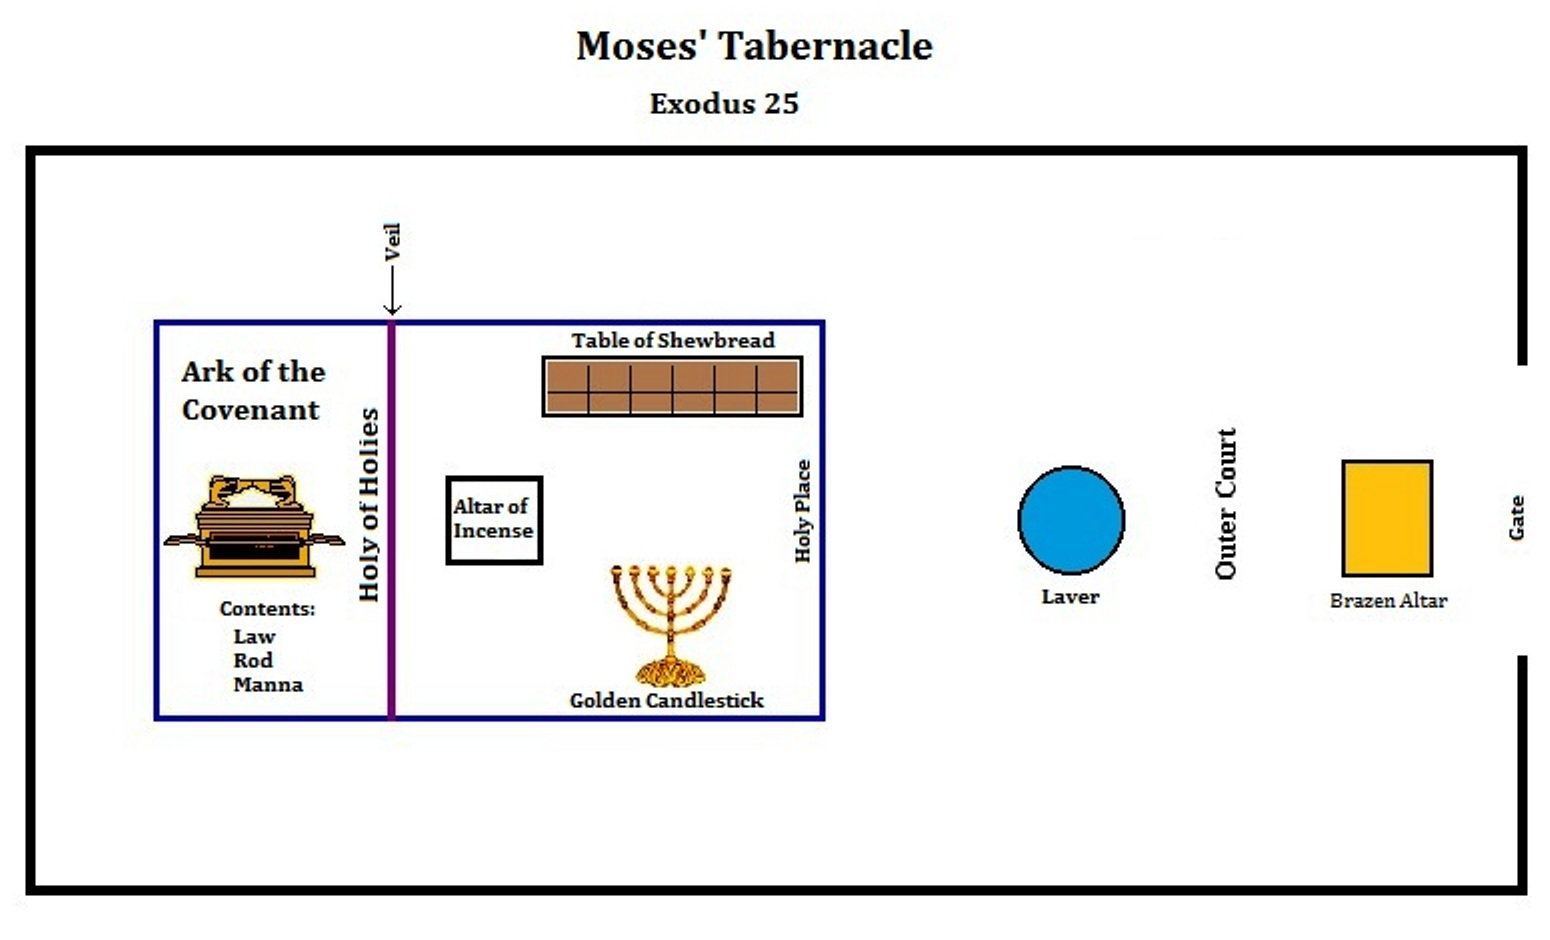 Moses' Tabernacle
Exodus 25
Veil
Ark of the
Covenant
Holy of Holies
Contents:
Law
Rod
Manna
Table of Shewbread
Altar of
Incense
Holy Place
Golden Candlestick
Laver
Outer Court
Brazen Altar
Gate